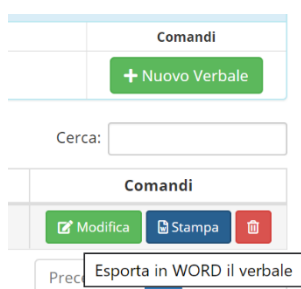 Comandi
+ Nuovo Verbale
Cerca:
Comandi
Modifica Stampa
Esporta in WORD il verbale